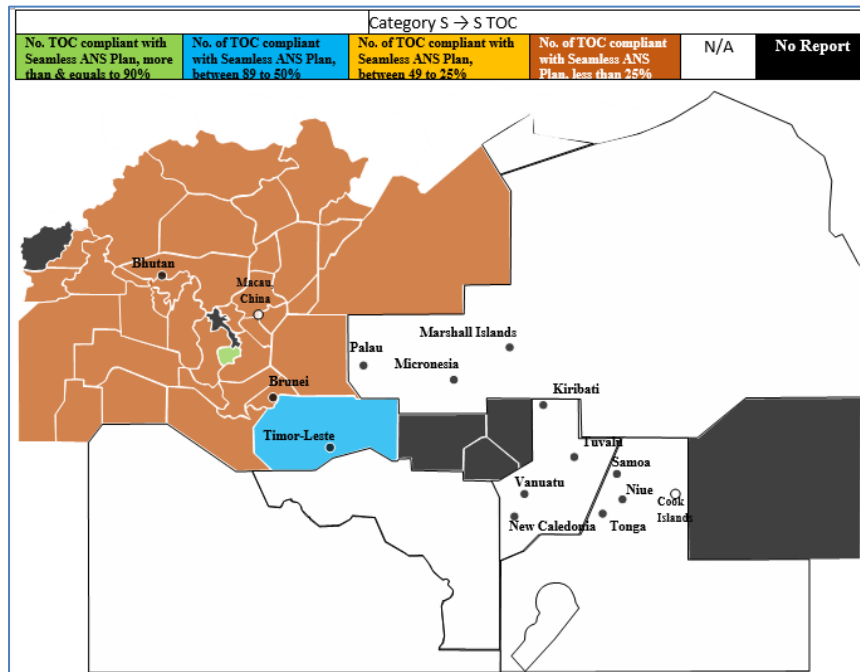 Category S → S TOC
No. TOC compliant with
Seamless ANS Plan, more
than & equals to 90%
No. of TOC compliant
with Seamless ANS Plan,
between 89 to 50%
No. of TOC compliant with
Seamless ANS Plan,
between 49 to 25%
No. of TOC compliant
with Seamless ANS
Plan, less than 25%
N/A
No Report
Bhutan
Macau,
China
Marshall Islands
Palau
Micronesia
Brunei
Kiribati
Timor-Leste
Tuvalu
Samoa
Vanuatu
Niue
Cook
Islands
New Caledonia
Tonga